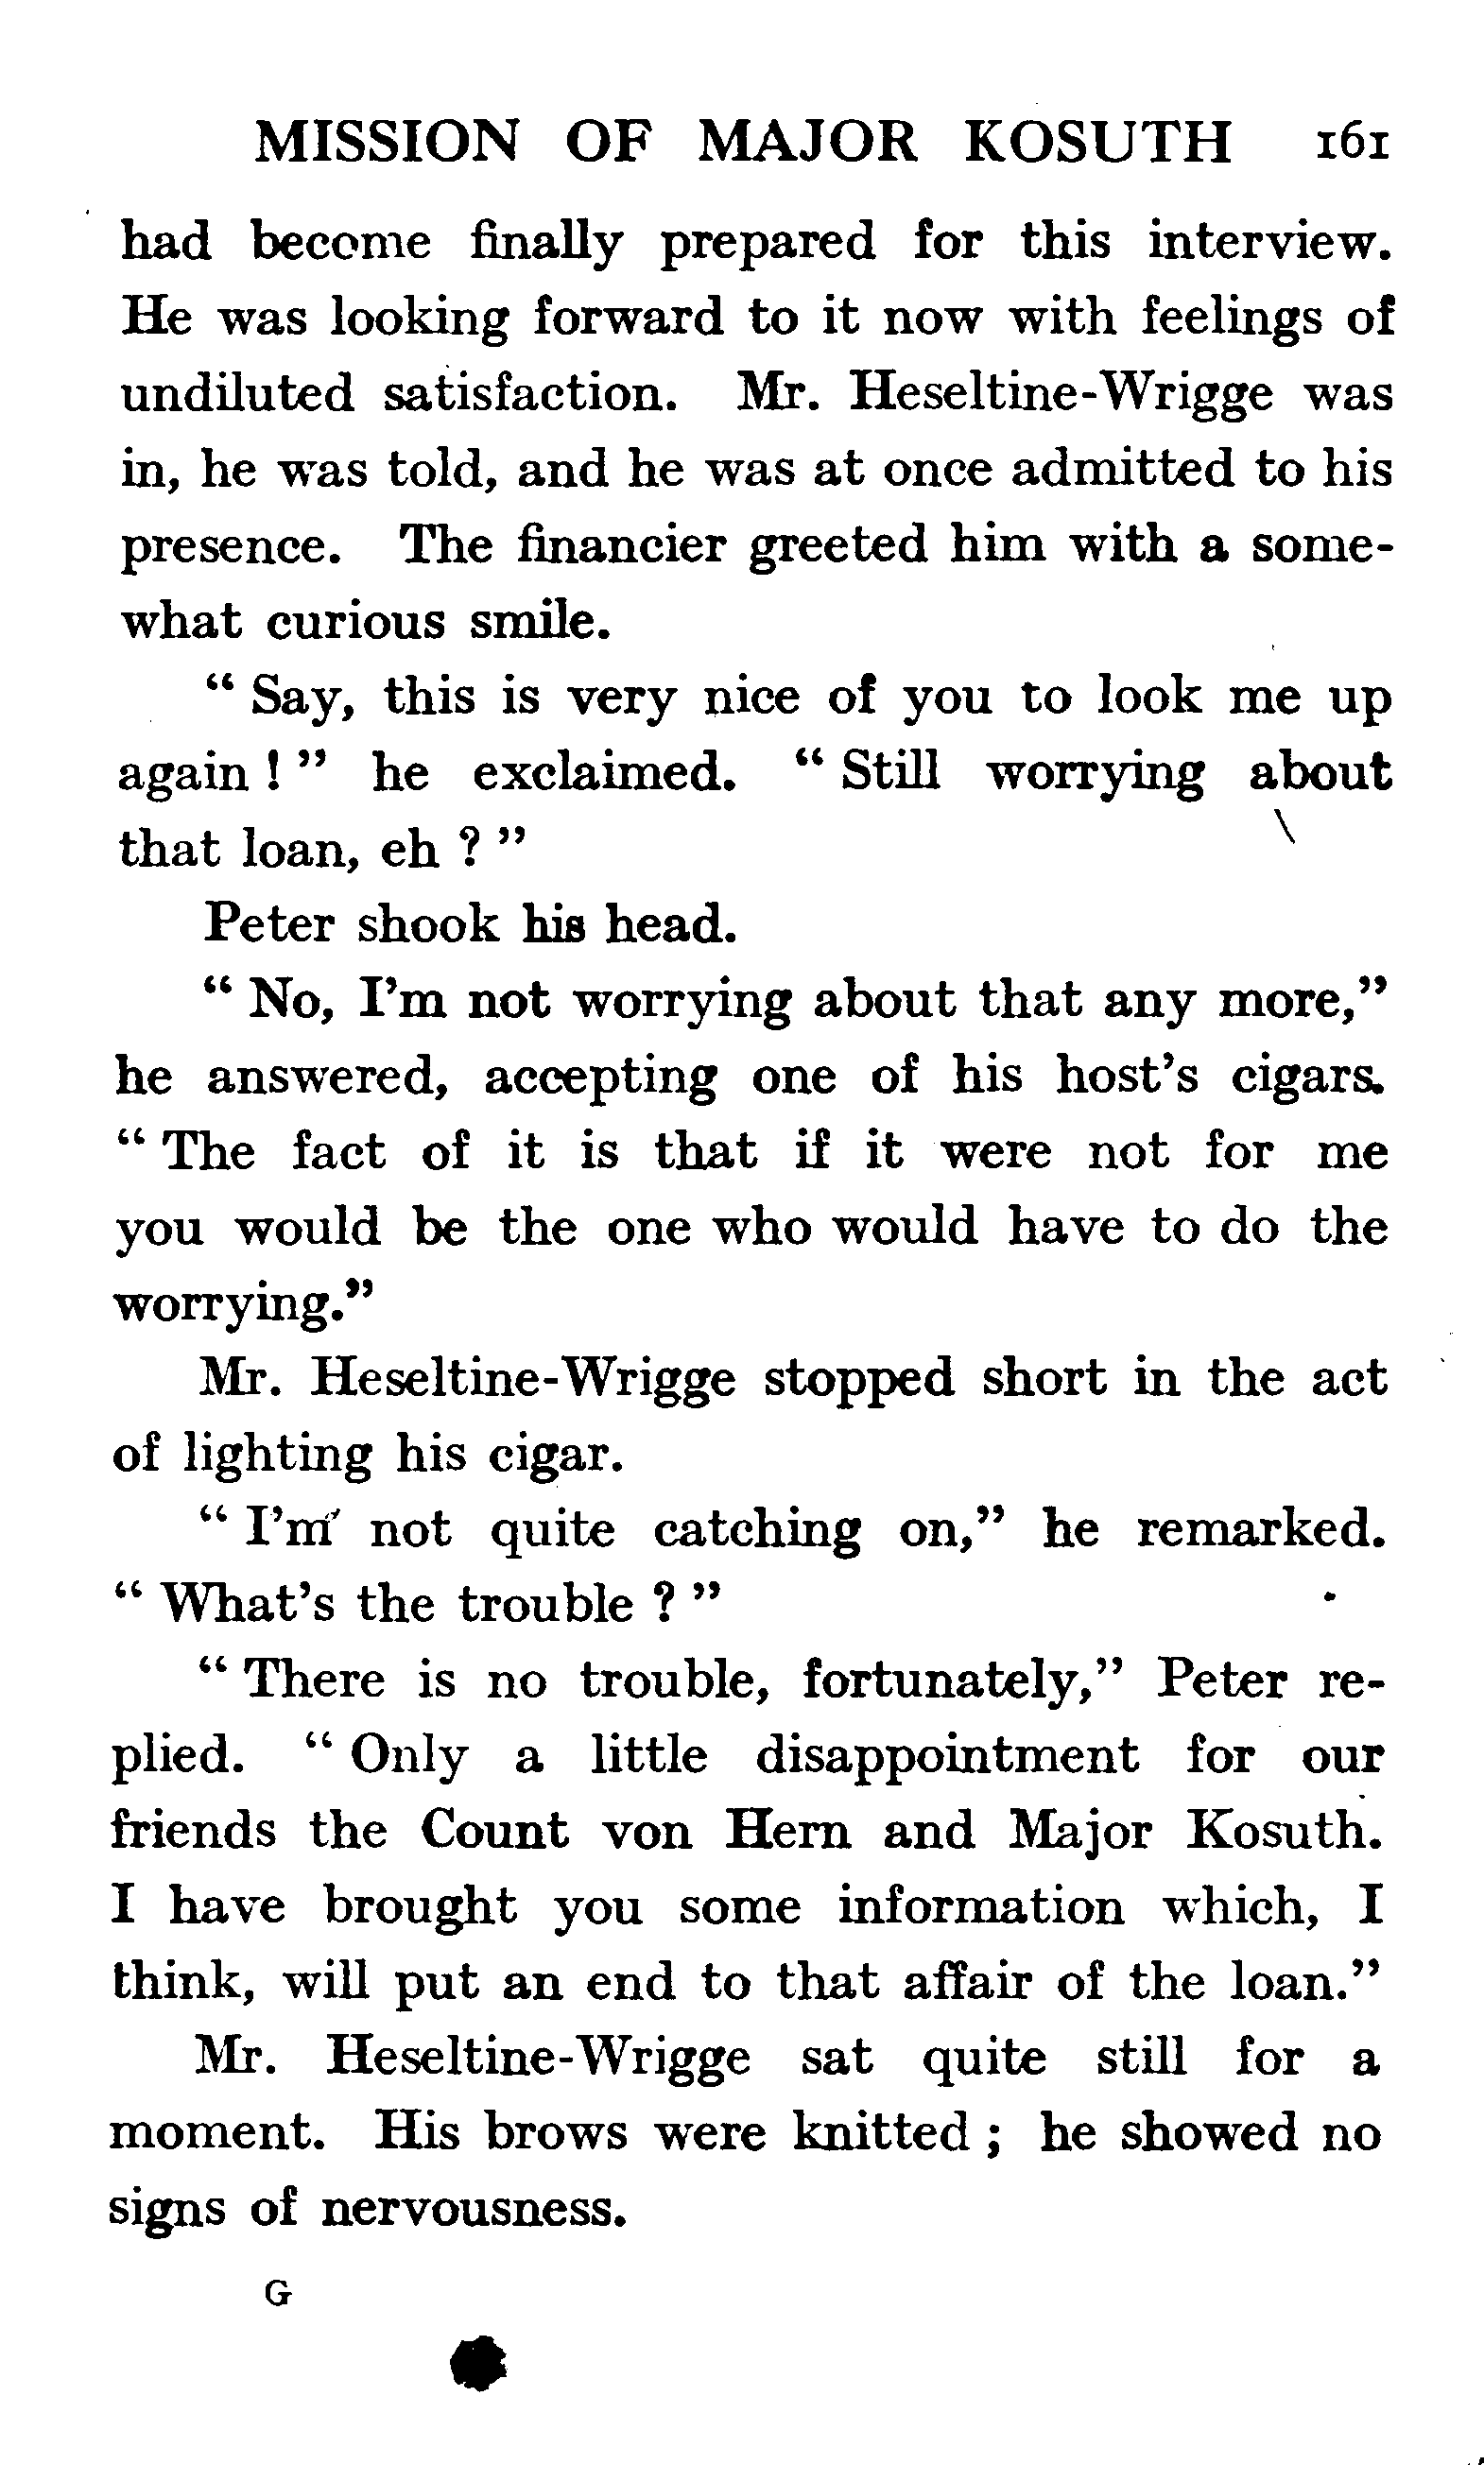 MISSION OF MAJOR KOSUTH 161
had become finally prepared for this interview.
He was looking forward to it now with feelings of
undiluted satisfaction. Mr. Heseltine-Wrigge was
in, he was told, and he was at once admitted to his
presence. The financier greeted him with a some-
what curious smile.
“ Say, this is very nice of you to look me up
again ! ” he exclaimed. “ Still worrying about
that loan, eh ? ”
Peter shook his head.
“ No, I’m not worrying about that any more,”
he answered, accepting one of his host’s cigars.
“ The fact of it is that if it were not for me
you would be the one who would have to do the
worrying.”
Mr. Heseltine-Wrigge stopped short in the act
of lighting his cigar.
“ I’m not quite catching on,” he remarked.
“ What’s the trouble ? ”
“ There is no trouble, fortunately,” Peter re-
plied. “ Only a little disappointment for our
friends the Count von Hern and Major Kosuth.
I have brought you some information which, I
think, will put an end to that affair of the loan.”
Mr. Heseltine-Wrigge sat quite still for a
moment. His brows were knitted ; he showed no
signs of nervousness.
G